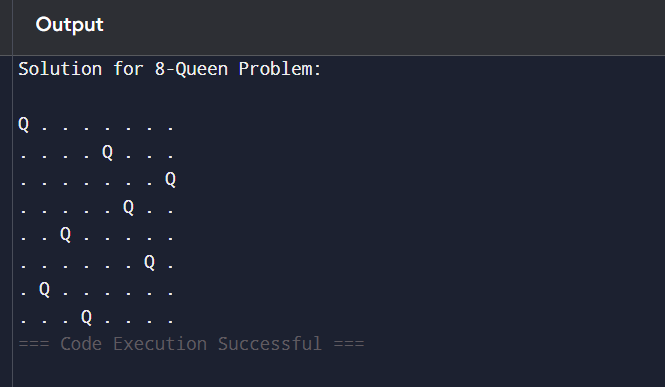 Output
Solution for 8-Queen Problem:
Q . . . . . . .
. . . . Q . . .
. . . . . . . Q
. . . . . Q . .
. . Q . . . . .
. . . . . . Q .
. Q . . . . . .
. . . Q . . . .
=== Code Execution Successful ===